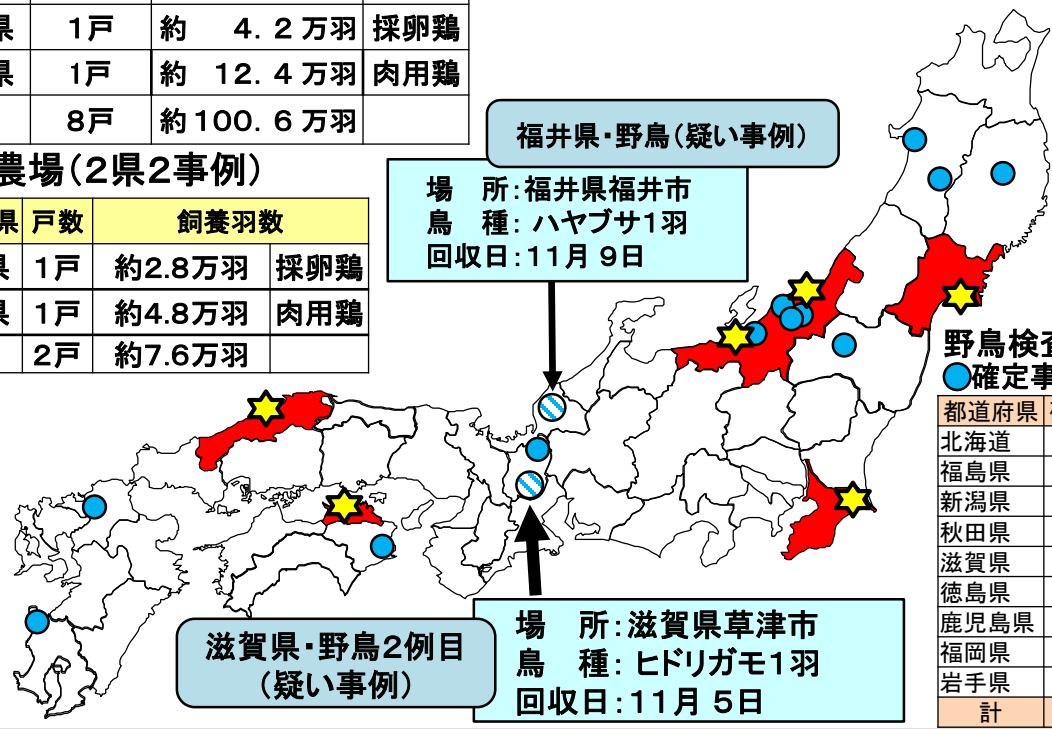 県 1戸 約 4.2万羽 採卵鶏
県 1戸 約 12.4万羽 肉用鶏
8戸 約100.6万羽
農場(2県2事例)
県 戸数 飼養羽数
県 1戸 約2.8万羽 採卵鶏
県 1戸 約4.8万羽 肉用鶏
2戸 約7.6万羽
福井県・野鳥(疑い事例)
場 所:福井県福井市
鳥 種:ハヤブサ1羽
回収日:11月 9日
滋賀県・野鳥2例目
(疑い事例)
場 所:滋賀県草津市
鳥 種:ヒドリガモ1羽
回収日:11月 5日
野鳥検査
確定事
都道府県
北海道
福島県
新潟県
秋田県
滋賀県
徳島県
鹿児島県
福岡県
岩手県
計